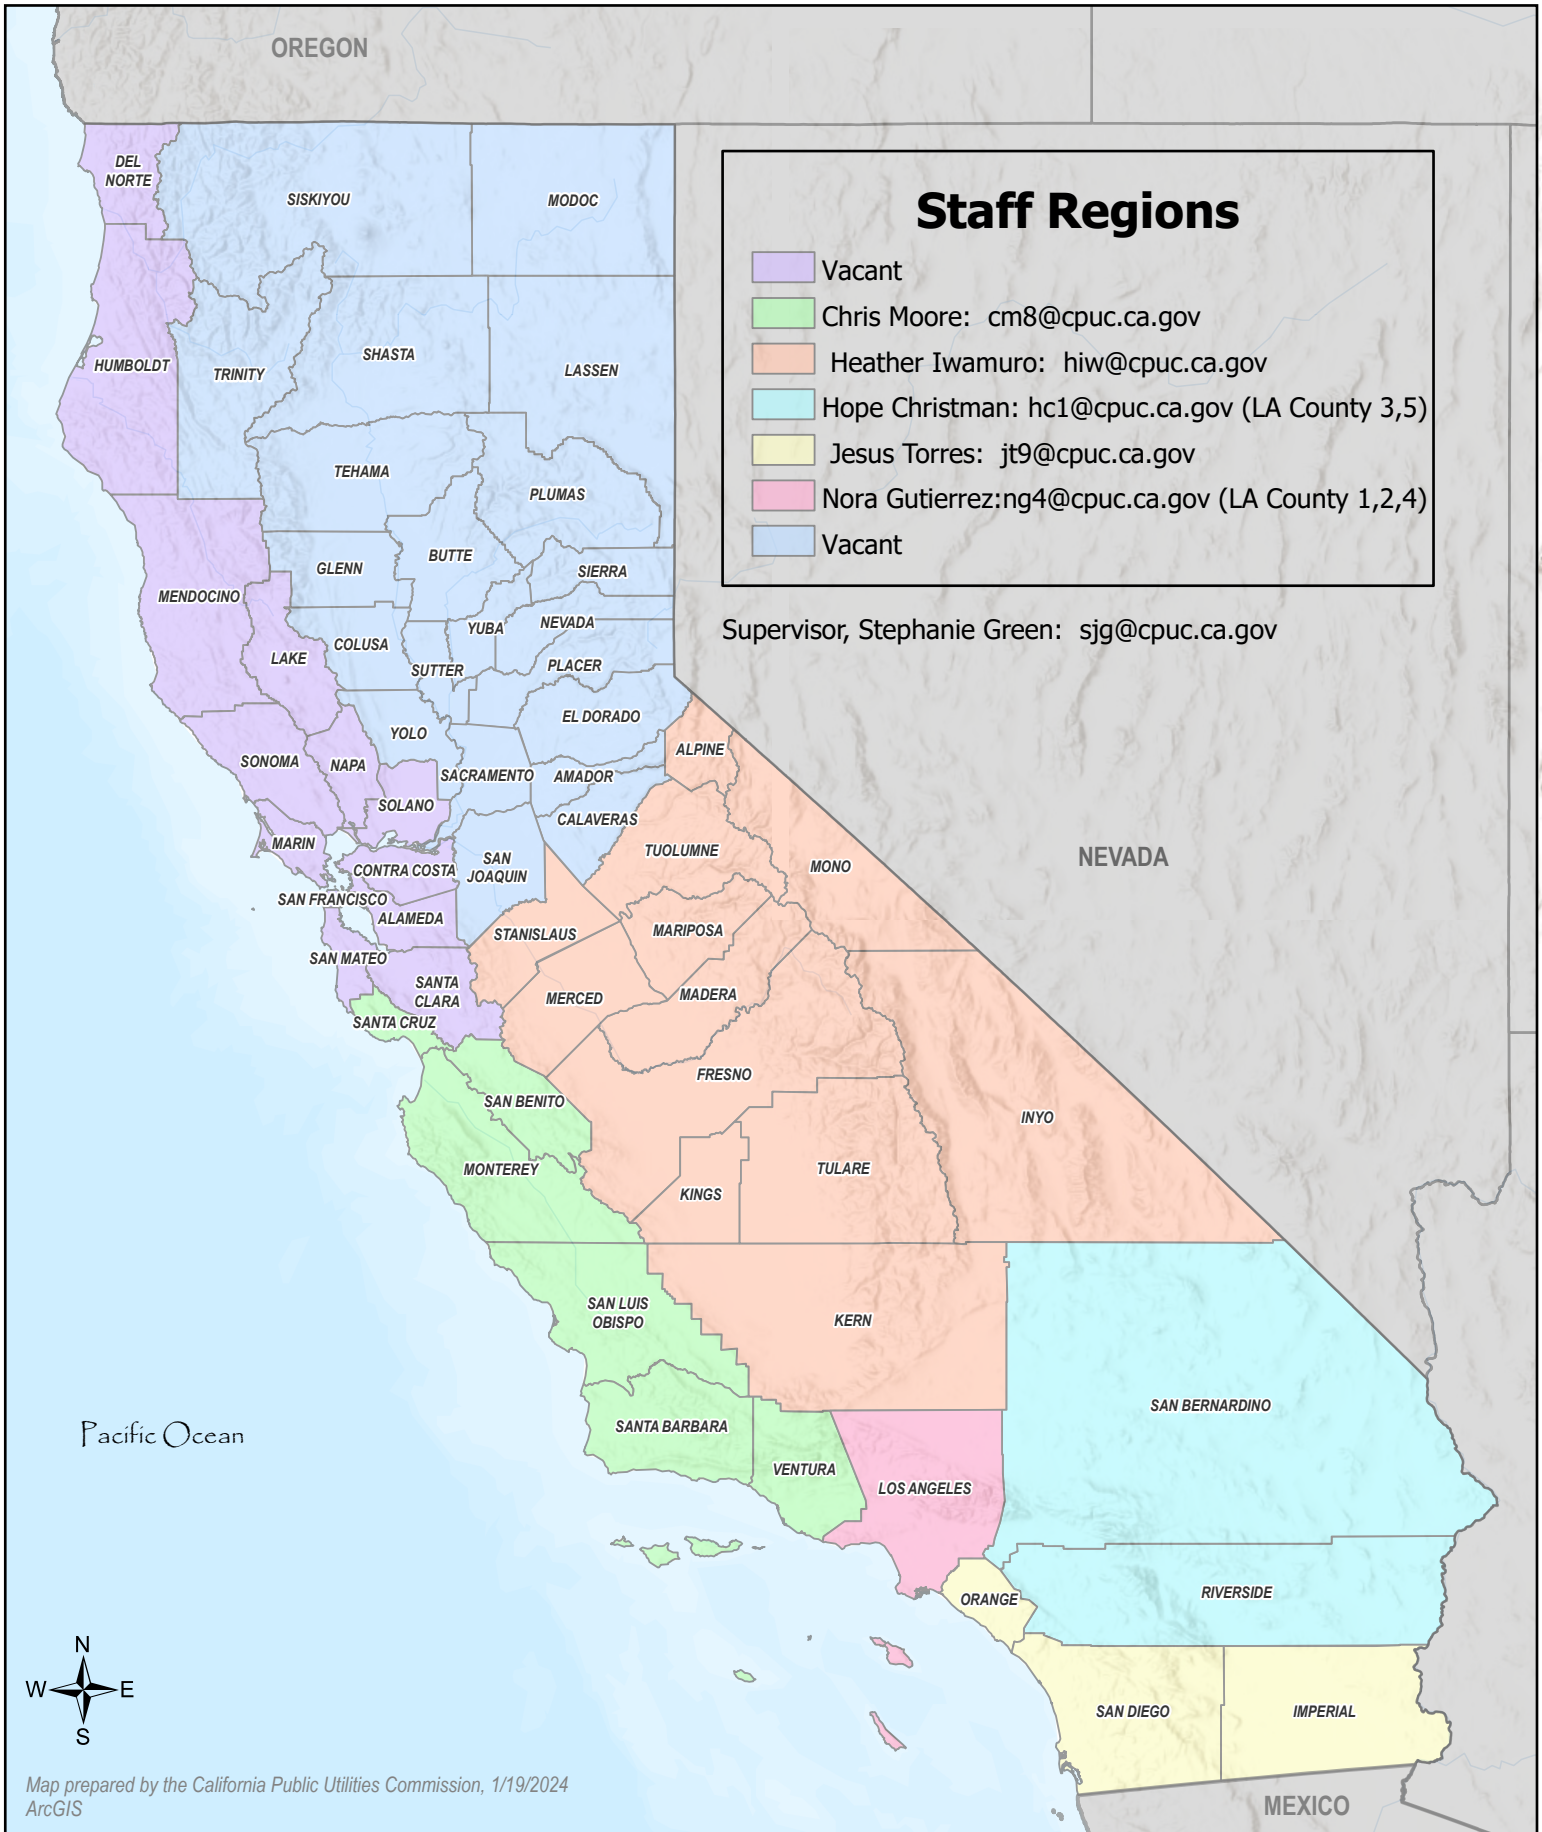 OREGON
DEL
NORTE
SISKIYOU
MODOC
Staff Regions
Vacant
Chris Moore: cm8@cpuc.ca.gov
Heather Iwamuro: hiw@cpuc.ca.gov
Hope Christman: hc1@cpuc.ca.gov (LA County 3,5)
Jesus Torres: jt9@cpuc.ca.gov
Nora Gutierrez:ng4@cpuc.ca.gov (LA County 1,2,4)
Vacant
Supervisor, Stephanie Green: sjg@cpuc.ca.gov
HUMBOLDT
TRINITY
SHASTA
LASSEN
TEHAMA
PLUMAS
GLENN
BUTTE
SIERRA
MENDOCINO
COLUSA
YUBA
NEVADA
LAKE
SUTTER
PLACER
YOLO
EL DORADO
SONOMA
NAPA
SACRAMENTO
AMADOR
ALPINE
SOLANO
CALAVERAS
MARIN
CONTRA COSTA
SAN
JOAQUIN
TUOLUMNE
MONO
NEVADA
SAN FRANCISCO
ALAMEDA
STANISLAUS
MARIPOSA
SAN MATEO
SANTA
CLARA
MERCED
MADERA
SANTA CRUZ
FRESNO
SAN BENITO
INYO
MONTEREY
KINGS
TULARE
SAN LUIS
OBISPO
KERN
SAN BERNARDINO
SANTA BARBARA
Pacific Ocean
VENTURA
LOS ANGELES
ORANGE
RIVERSIDE
SAN DIEGO
IMPERIAL
MEXICO
N
W
E
S
Map prepared by the California Public Utilities Commission, 1/19/2024
ArcGIS